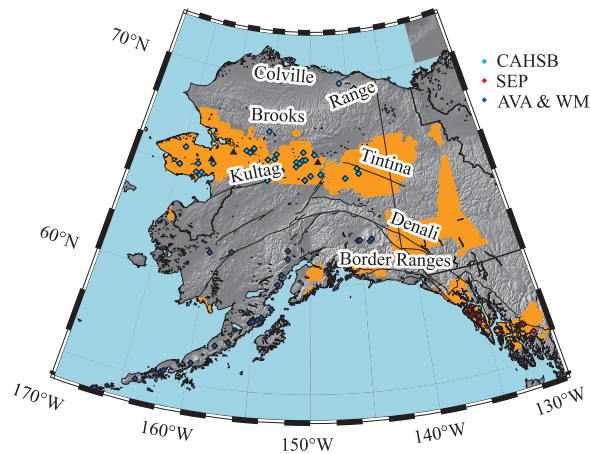 70°N
CAHSB
SEP
AVA & WM
Colville
Range
Brooks
Tintina
Kultag
Denali
60°N
Border Ranges
170°W
160°W
150°W
140°W
130°W